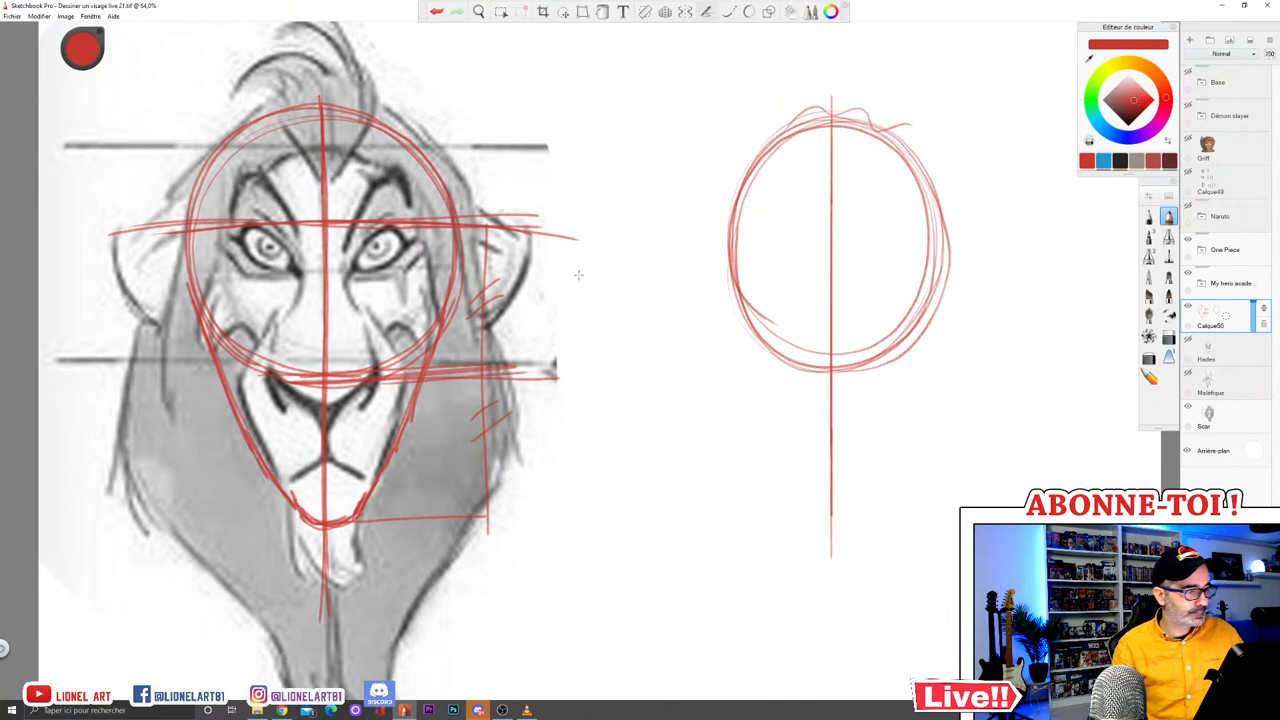 Sketchbook Pro - Dessiner un visage live 21.tif @ 64,0%
Fichier Modifier Image Fenêtre Aide
Editeur de couleur
Normal
Base
Démon slayer
Griff
Calque49
Naruto
One Piece
My hero acade...
Calque50
Hades
Maléfique
Scar
Arrière-plan
ABONNE-TOI !
LIONEL ART
@LIONELART81
@LIONELART81
DISCORD
Live!!
Taper ici pour rechercher